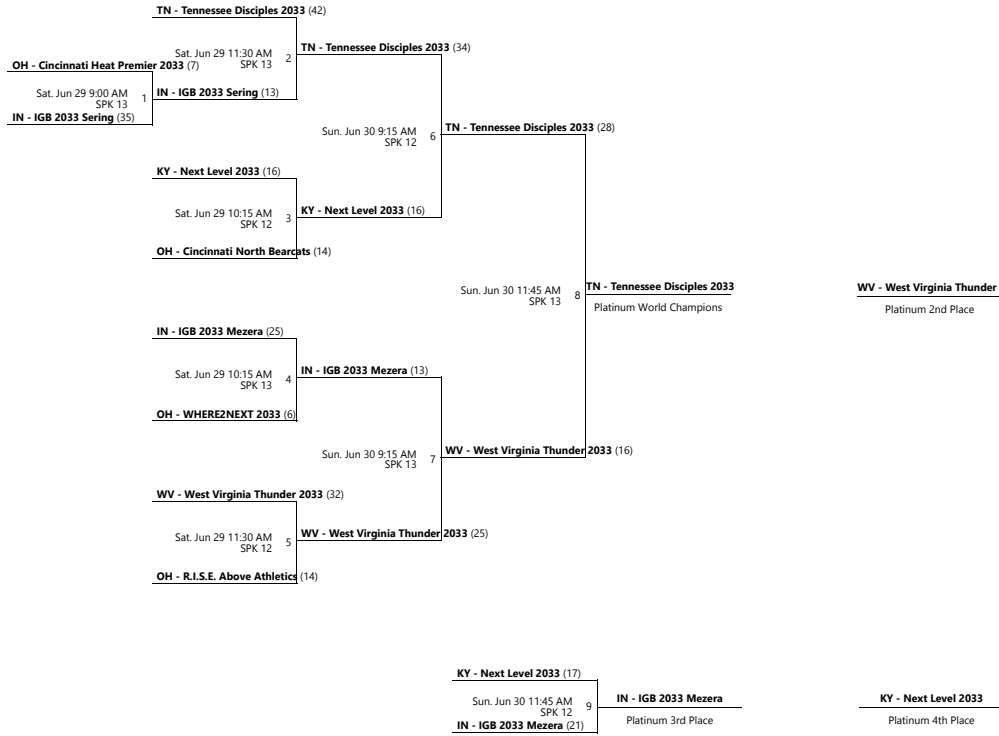 TN - Tennessee Disciples 2033 (42)
Sat. Jun 29 11:30 AM
SPK 13
2
TN - Tennessee Disciples 2033 (34)
OH - Cincinnati Heat Premier 2033 (7)
Sat. Jun 29 9:00 AM
SPK 13
1
IN - IGB 2033 Sering (13)
IN - IGB 2033 Sering (35)
Sun. Jun 30 9:15 AM
SPK 12
6
TN - Tennessee Disciples 2033 (28)
KY - Next Level 2033 (16)
Sat. Jun 29 10:15 AM
SPK 12
3
KY - Next Level 2033 (16)
OH - Cincinnati North Bearcats (14)
Sun. Jun 30 11:45 AM
SPK 13
8
TN - Tennessee Disciples 2033
Platinum World Champions
WV - West Virginia Thunder
Platinum 2nd Place
IN - IGB 2033 Mezera (25)
Sat. Jun 29 10:15 AM
SPK 13
4
IN - IGB 2033 Mezera (13)
OH - WHERE2NEXT 2033 (6)
Sun. Jun 30 9:15 AM
SPK 13
7
WV - West Virginia Thunder 2033 (16)
WV - West Virginia Thunder 2033 (32)
Sat. Jun 29 11:30 AM
SPK 12
5
WV - West Virginia Thunder 2033 (25)
OH - R.I.S.E. Above Athletics (14)
KY - Next Level 2033 (17)
Sun. Jun 30 11:45 AM
SPK 12
9
IN - IGB 2033 Mezera (21)
IN - IGB 2033 Mezera
Platinum 3rd Place
KY - Next Level 2033
Platinum 4th Place